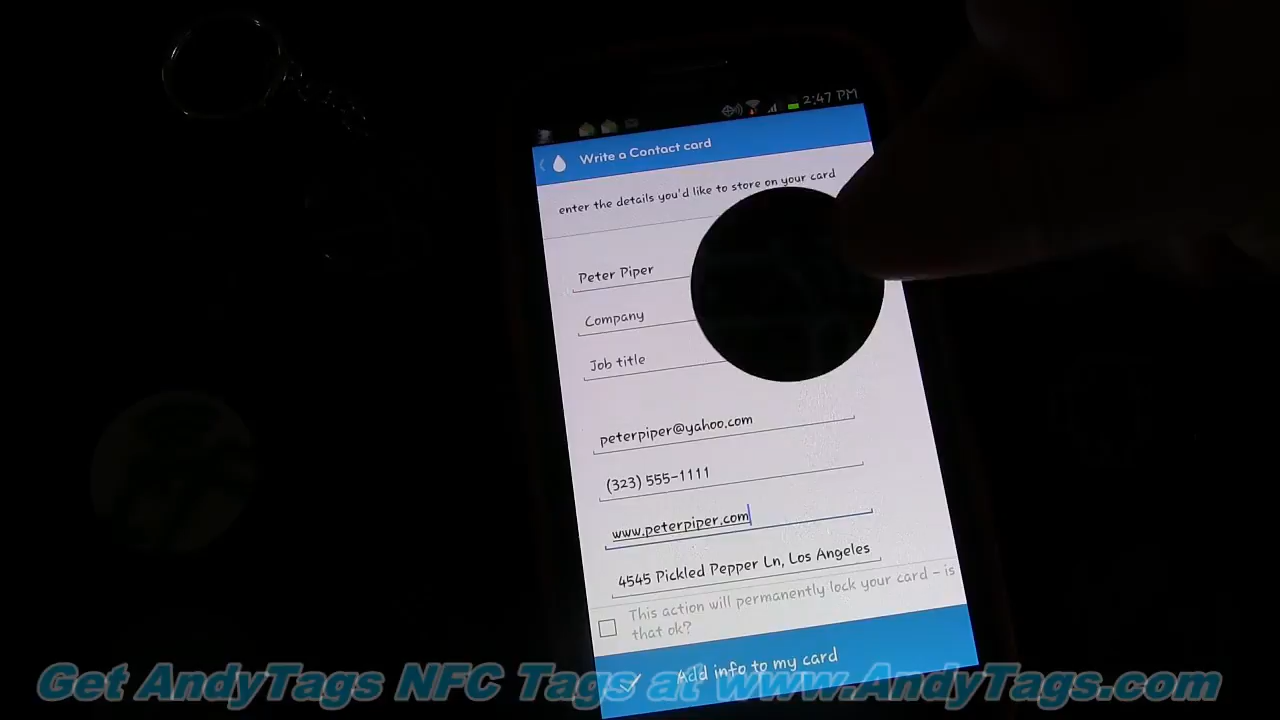 2:47 PM
Write a Contact card
enter the details you'd like to store on your card
Peter Piper
Company
Job title
peterpiper@yahoo.com
(323) 555-1111
www.peterpiper.com
4545 Pickled Pepper Ln, Los Angeles
This action will permanently lock your card - is
that ok?
Add info to my card
Get AndyTags NFC Tags at www.AndyTags.com